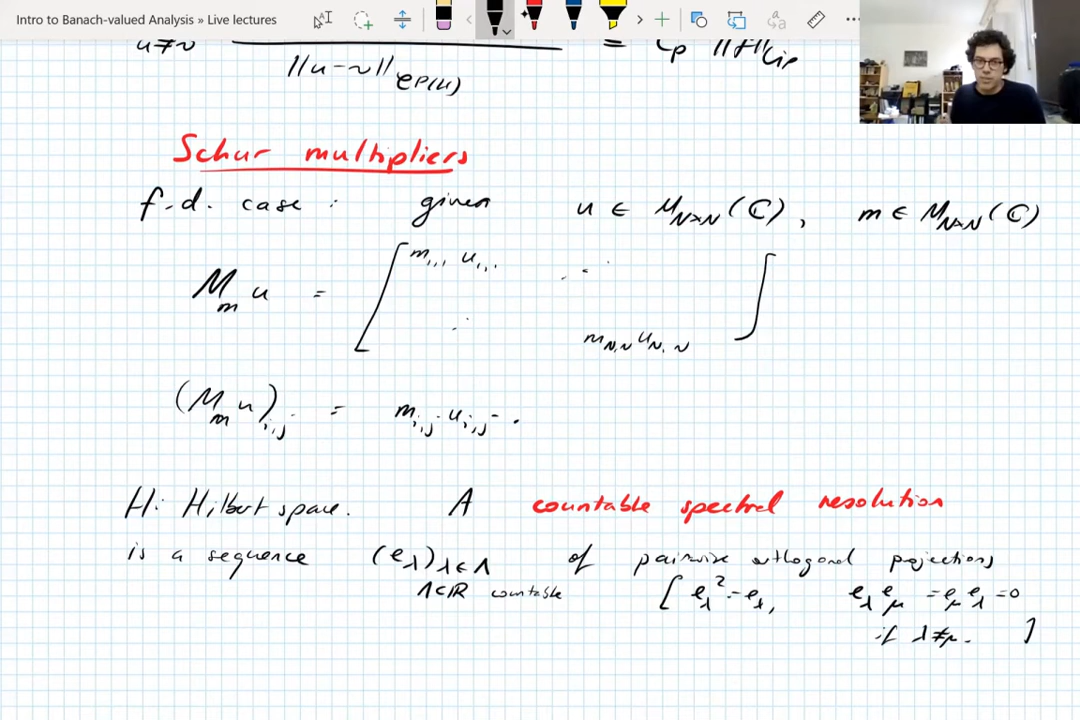 Intro to Banach-valued Analysis » Live lectures
u≠v ‖u-v‖_{C^p(H)} = C_p ‖f‖_{Lip}
Schur multipliers
f.d. case : given u ∈ M_{N×N}(ℂ), m ∈ M_{N×N}(ℂ)
M_m u = [ m_{1,1} u_{1,1} ⋯
⋮ m_{N,N} u_{N,N} ]
(M_m u)_{i,j} = m_{i,j} u_{i,j}.
H: Hilbert space. A countable spectral resolution
is a sequence (e_λ)_{λ∈Λ} of pairwise orthogonal projections
Λ⊂ℝ countable [ e_λ^2 = e_λ, e_λ e_μ = e_μ e_λ = 0
if λ≠μ. ]